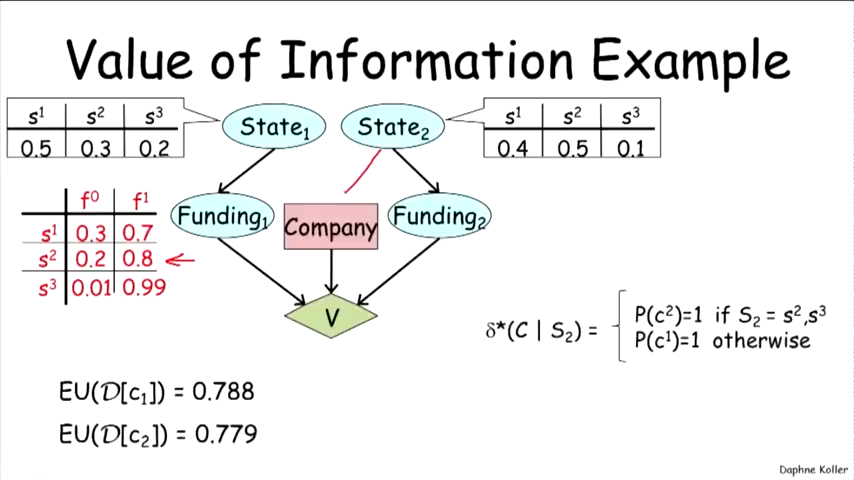 Value of Information Example
s¹ s² s³
0.5 0.3 0.2
State₁
State₂
s¹ s² s³
0.4 0.5 0.1
f⁰ f¹
s¹ 0.3 0.7
s² 0.2 0.8
s³ 0.01 0.99
Funding₁
Company
Funding₂
V
δ*(C | S₂) =
P(c²)=1 if S₂ = s²,s³
P(c¹)=1 otherwise
EU(𝒟[c₁]) = 0.788
EU(𝒟[c₂]) = 0.779
Daphne Koller